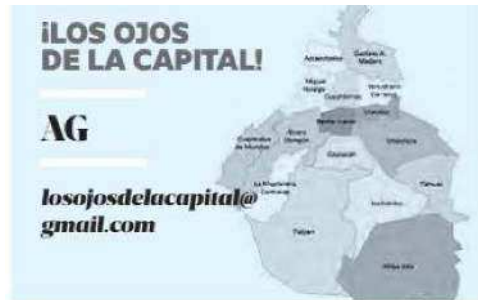 ¡LOS OJOS
DE LA CAPITAL!
AG
losojosdelacapital@
gmail.com
Azcapotzalco
Gustavo A.
Madero
Miguel
Hidalgo
Cuauhtémoc
Venustiano
Carranza
Iztacalco
Benito Juárez
Cuajimalpa
de Morelos
Álvaro
Obregón
Iztapalapa
Coyoacán
La Magdalena
Contreras
Tláhuac
Xochimilco
Tlalpan
Milpa Alta